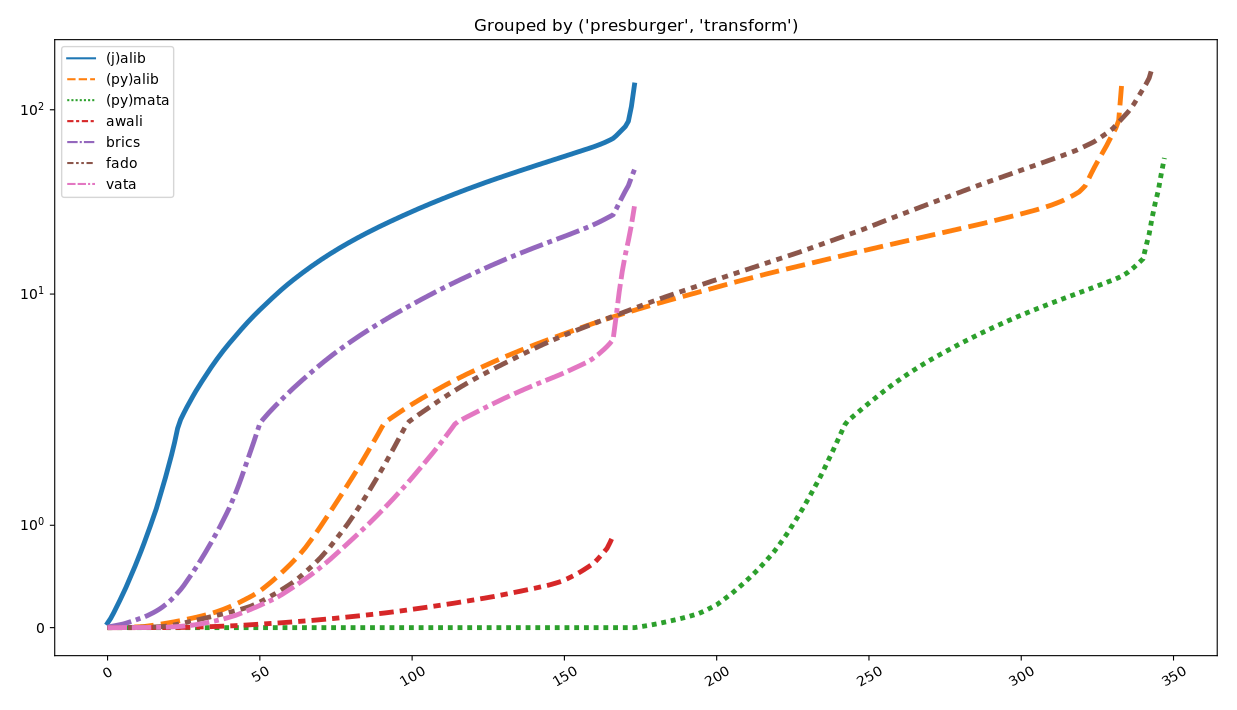 Grouped by ('presburger', 'transform')
(j)alib
(py)alib
(py)mata
awali
brics
fado
vata
10²
10¹
10⁰
0
0
50
100
150
200
250
300
350